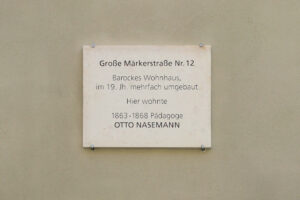 Große Märkerstraße Nr. 12
Barockes Wohnhaus,
im 19. Jh. mehrfach umgebaut
Hier wohnte
1863-1868 Pädagoge
OTTO NASEMANN